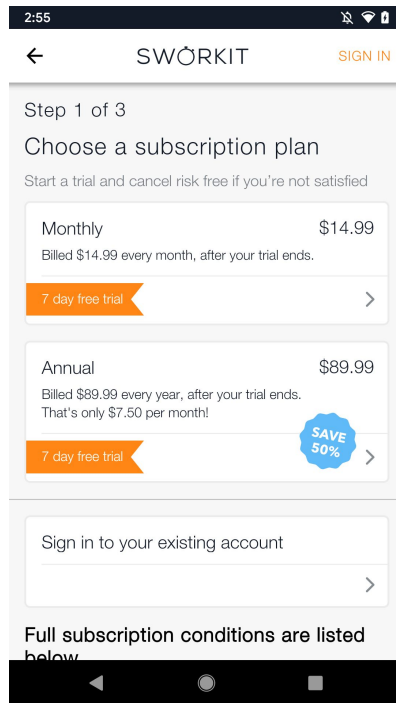 2:55
SWORKIT
SIGN IN
Step 1 of 3
Choose a subscription plan
Start a trial and cancel risk free if you're not satisfied
Monthly
$14.99
Billed $14.99 every month, after your trial ends.
7 day free trial
Annual
$89.99
Billed $89.99 every year, after your trial ends.
That's only $7.50 per month!
SAVE
50%
7 day free trial
Sign in to your existing account
Full subscription conditions are listed
below